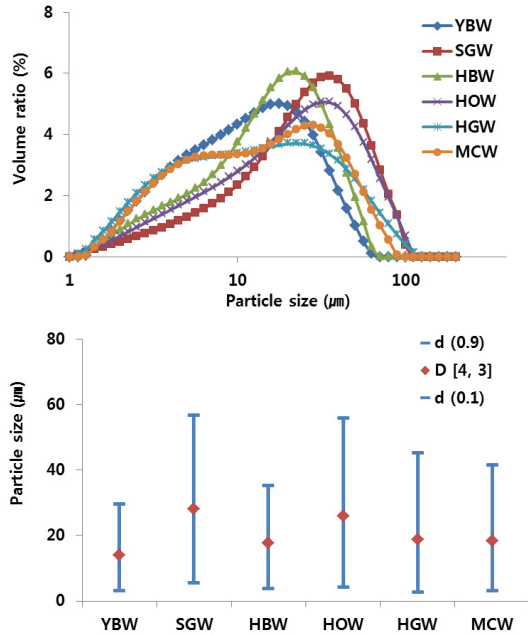 8
6
4
2
0
Volume ratio (%)
1
10
100
Particle size (㎛)
YBW
SGW
HBW
HOW
HGW
MCW
80
60
40
20
0
Particle size (㎛)
d (0.9)
D [4, 3]
d (0.1)
YBW SGW HBW HOW HGW MCW